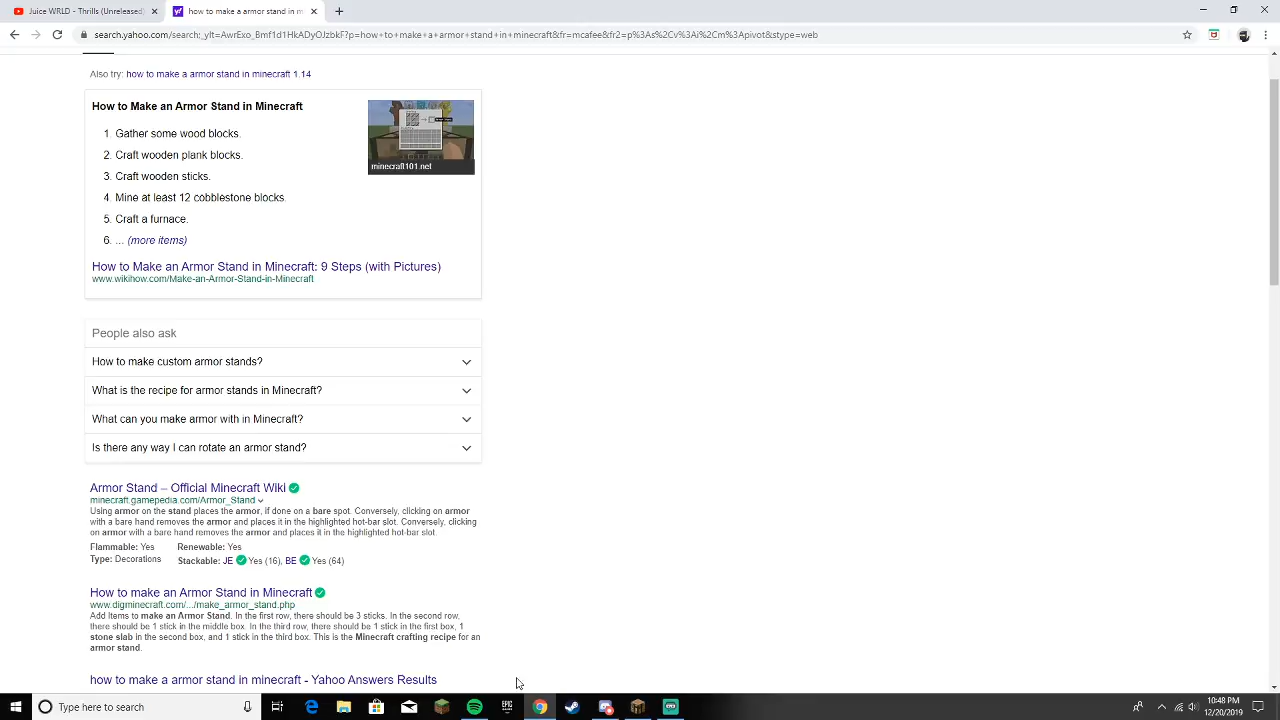 Juice WRLD - Thrills (Unreleased)
how to make a armor stand in m
search.yahoo.com/search;_ylt=AwrExo_Bmf1d1HkADyOJzbkF?p=how+to+make+a+armor+stand+in+minecraft&fr=mcafee&fr2=p%3As%2Cv%3Ai%2Cm%3Apivot&stype=web
Also try: how to make a armor stand in minecraft 1.14
How to Make an Armor Stand in Minecraft
1. Gather some wood blocks.
2. Craft wooden plank blocks.
3. Craft wooden sticks.
4. Mine at least 12 cobblestone blocks.
5. Craft a furnace.
6. ... (more items)
minecraft101.net
How to Make an Armor Stand in Minecraft: 9 Steps (with Pictures)
www.wikihow.com/Make-an-Armor-Stand-in-Minecraft
People also ask
How to make custom armor stands?
What is the recipe for armor stands in Minecraft?
What can you make armor with in Minecraft?
Is there any way I can rotate an armor stand?
Armor Stand – Official Minecraft Wiki
minecraft.gamepedia.com/Armor_Stand
Using armor on the stand places the armor, if done on a bare spot. Conversely, clicking on armor
with a bare hand removes the armor and places it in the highlighted hot-bar slot. Conversely, clicking
on armor with a bare hand removes the armor and places it in the highlighted hot-bar slot.
Flammable: Yes Renewable: Yes
Type: Decorations Stackable: JE Yes (16), BE Yes (64)
How to make an Armor Stand in Minecraft
www.digminecraft.com/.../make_armor_stand.php
Add Items to make an Armor Stand. In the first row, there should be 3 sticks. In the second row,
there should be 1 stick in the middle box. In the third row, there should be 1 stick in the first box, 1
stone slab in the second box, and 1 stick in the third box. This is the Minecraft crafting recipe for an
armor stand.
how to make a armor stand in minecraft - Yahoo Answers Results
Type here to search
EPIC
10:48 PM
12/20/2019